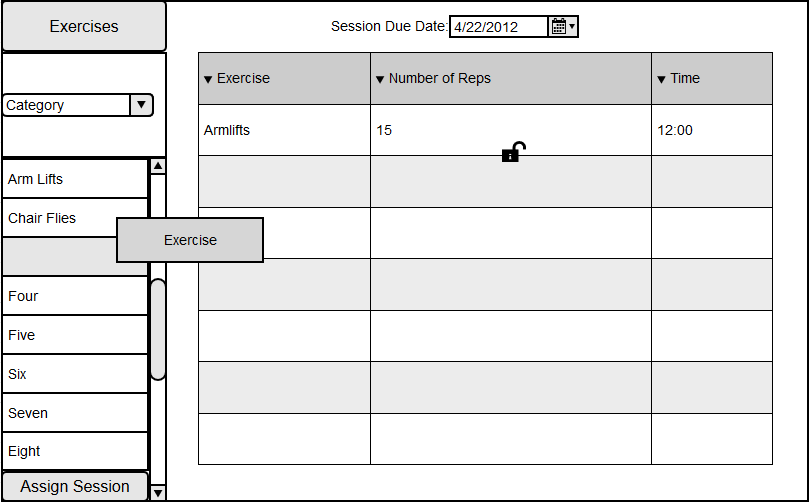 Exercises
Session Due Date: 4/22/2012
Category
Exercise Number of Reps Time
Armlifts 15 12:00
Arm Lifts
Chair Flies
Exercise
Four
Five
Six
Seven
Eight
Assign Session